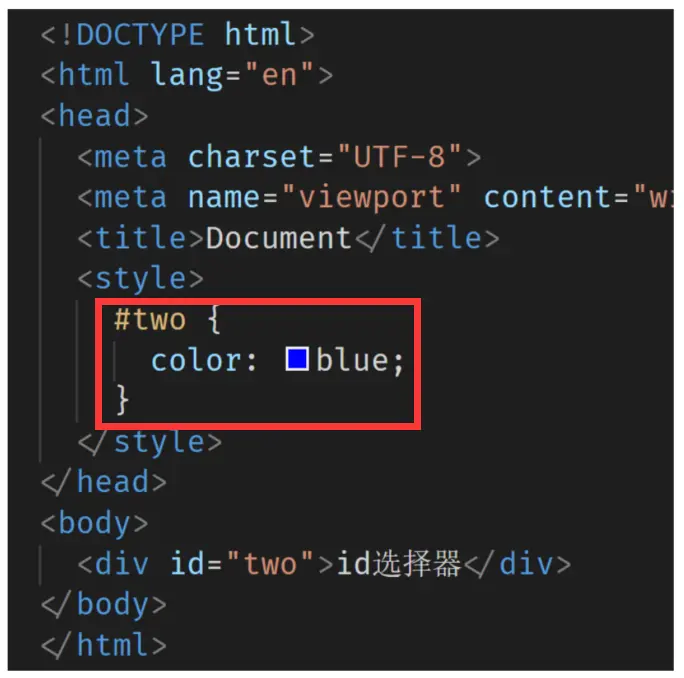 <!DOCTYPE html>
<html lang="en">
<head>
<meta charset="UTF-8">
<meta name="viewport" content="wi
<title>Document</title>
<style>
#two {
color: blue;
}
</style>
</head>
<body>
<div id="two">id选择器</div>
</body>
</html>